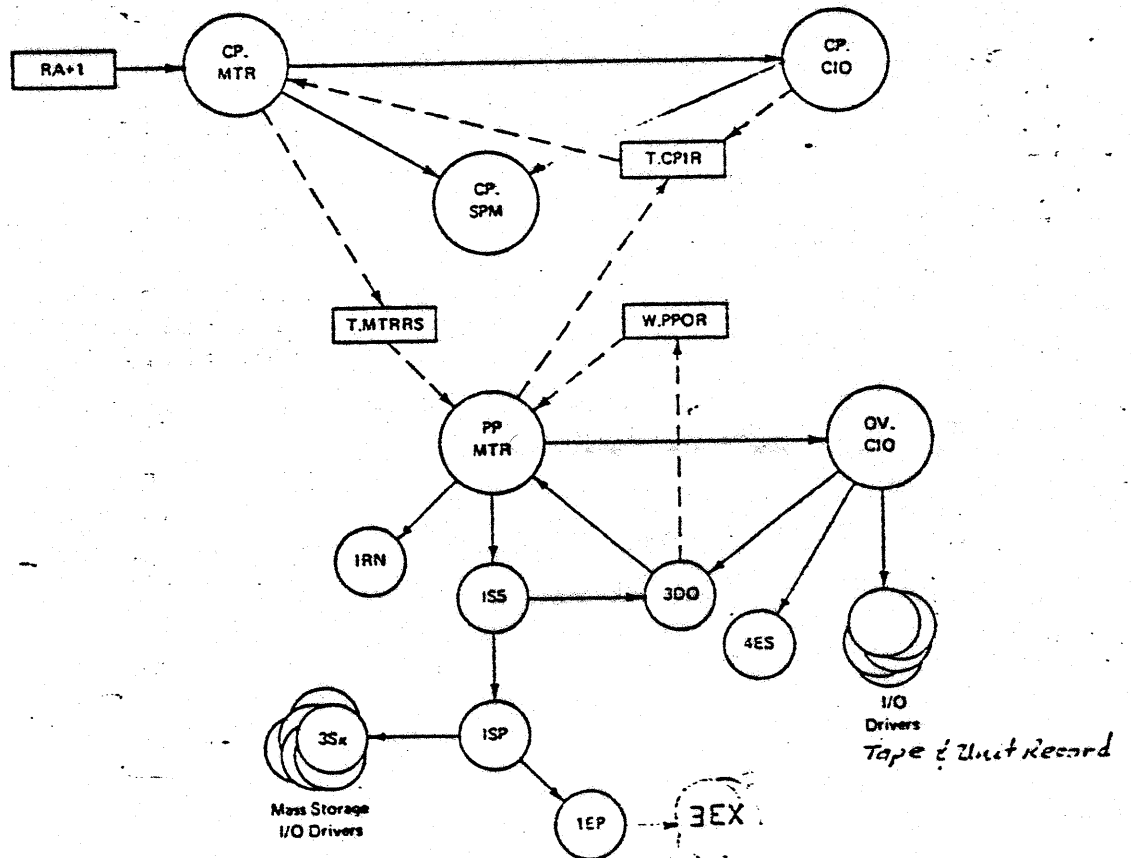 CP.
MTR
CP.
CIO
RA+1
T.CPIR
CP.
SPM
T.MTRRS
W.PPOR
PP
MTR
OV.
CIO
1RN
1S5
3DO
4ES
I/O
Drivers
Tape & Unit Record
3Sx
1SP
Mass Storage
I/O Drivers
1EP
3EX